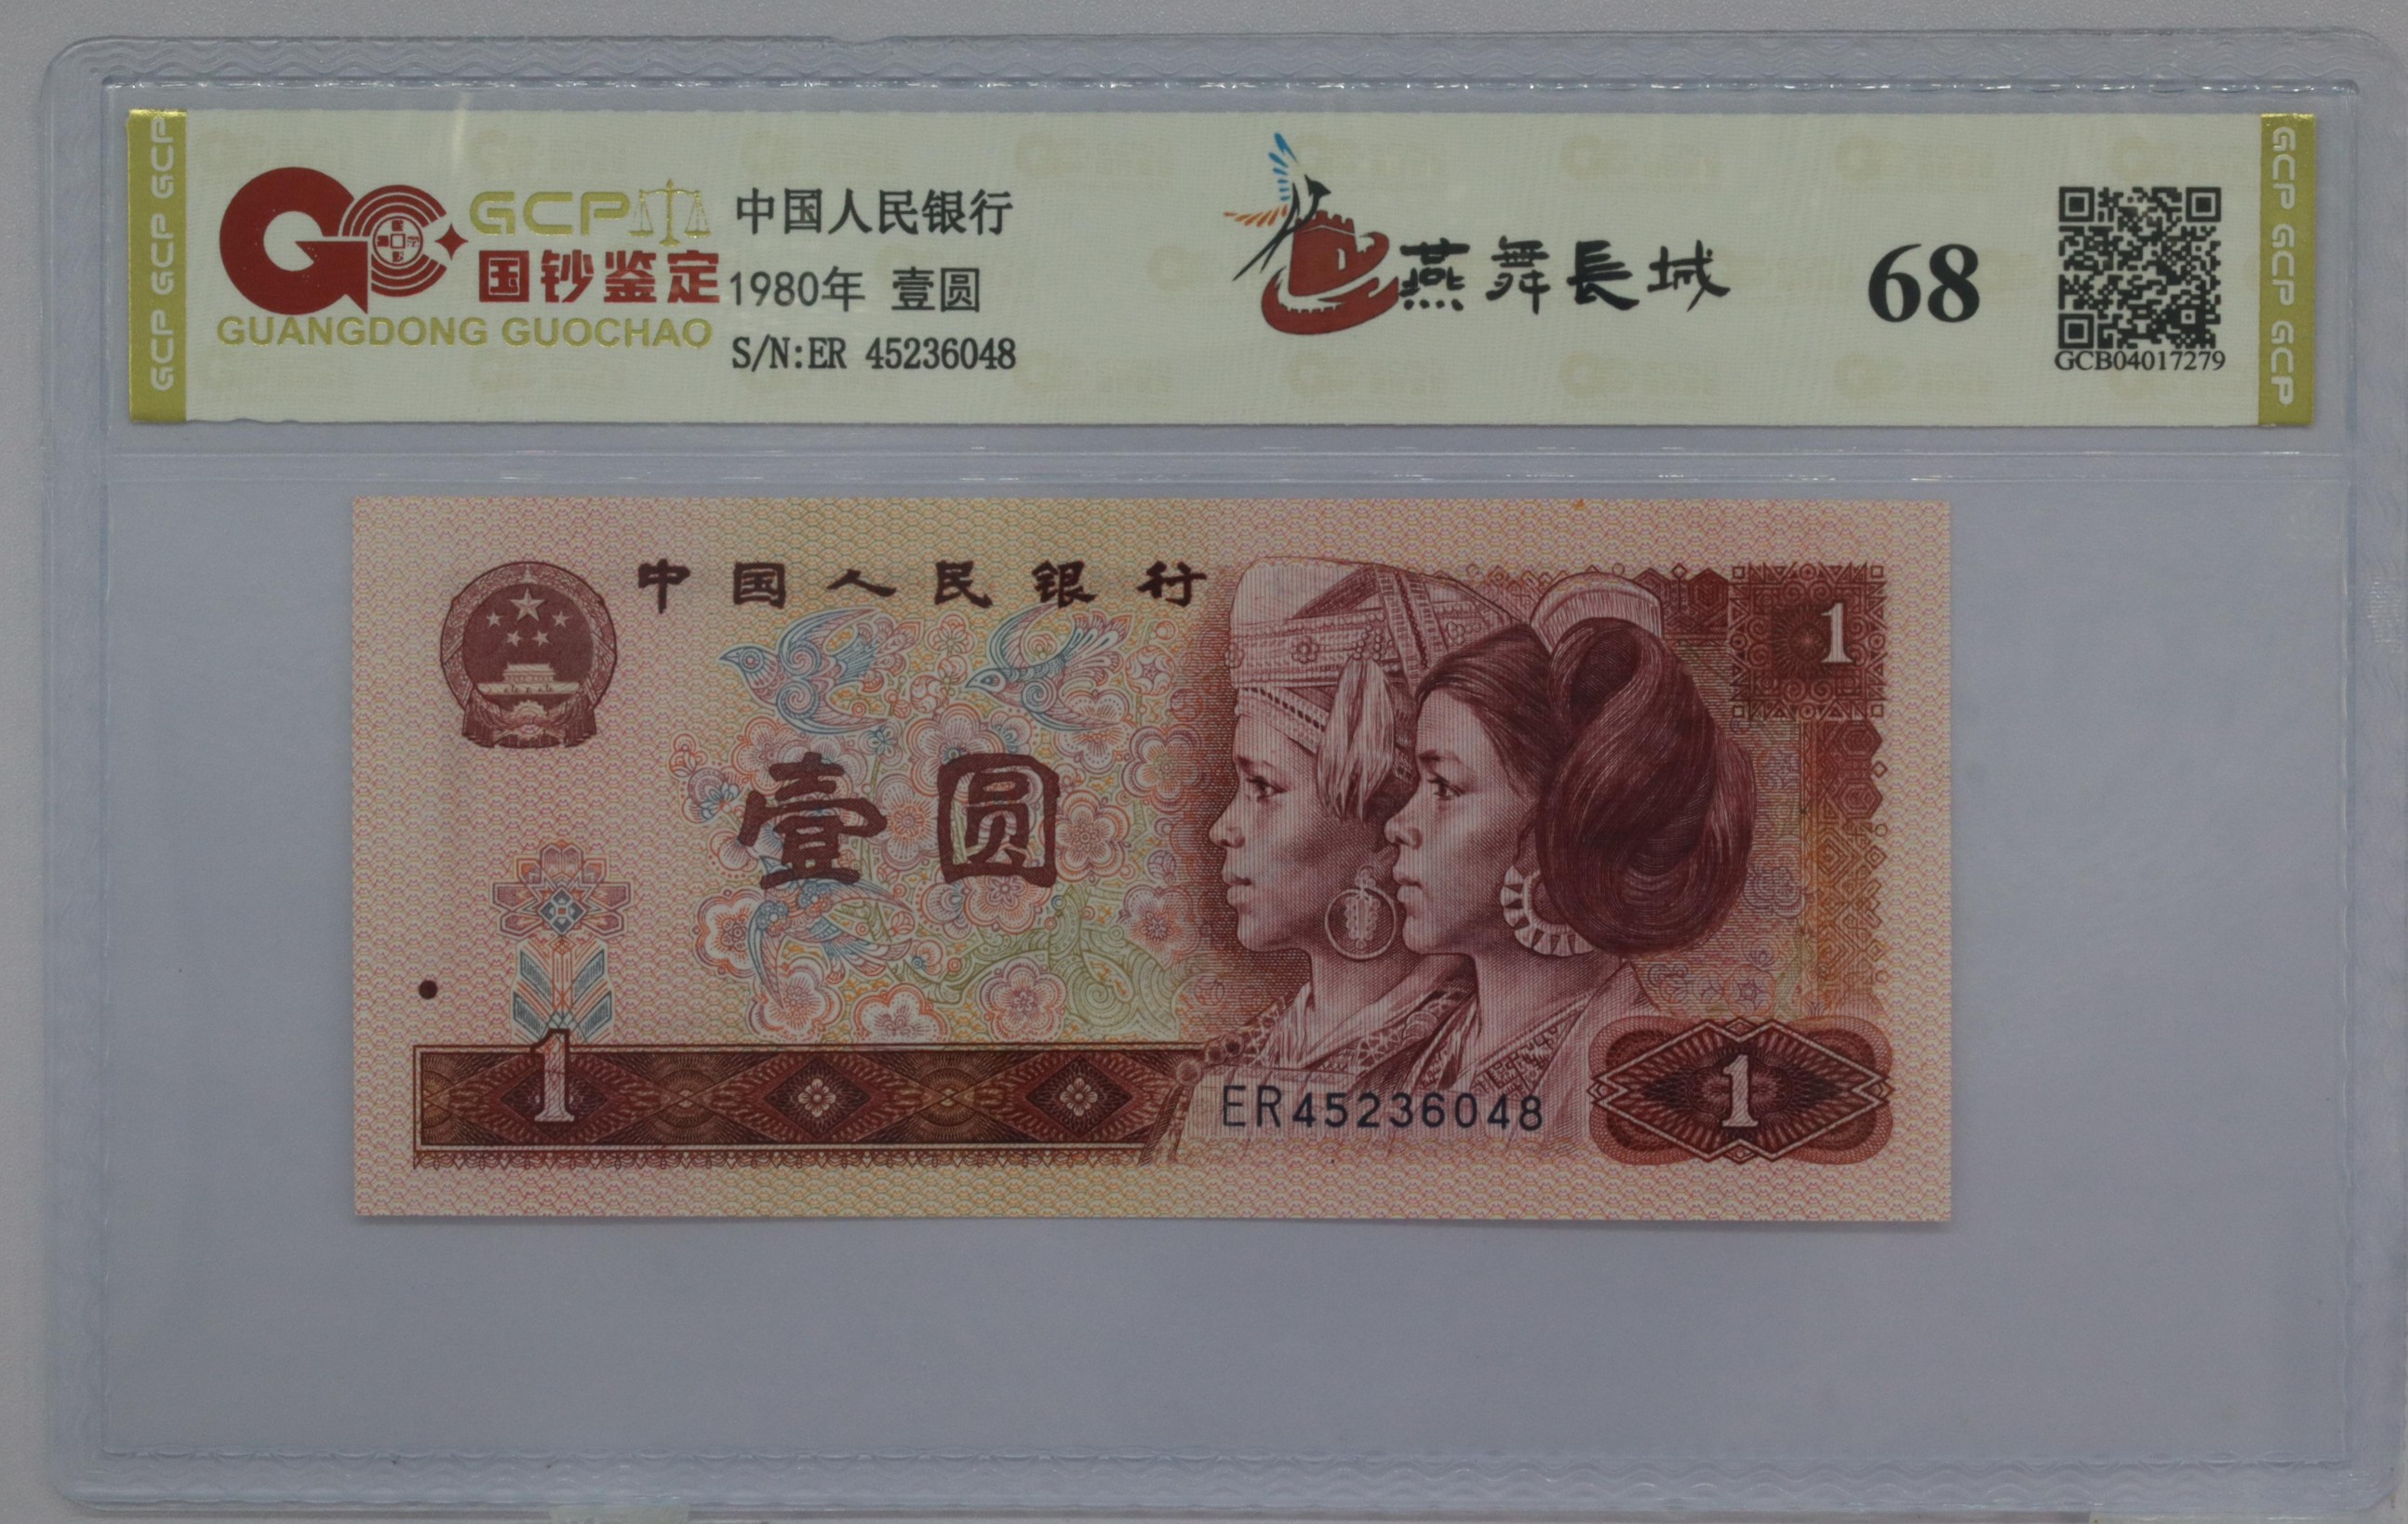 GCP GCP GCP
GCP
国钞鉴定
GUANGDONG GUOCHAO
中国人民银行
1980年 壹圆
S/N:ER 45236048
燕舞長城
68
GCB04017279
GCP GCP GCP
中国人民银行
1
壹圆
1
ER45236048
1